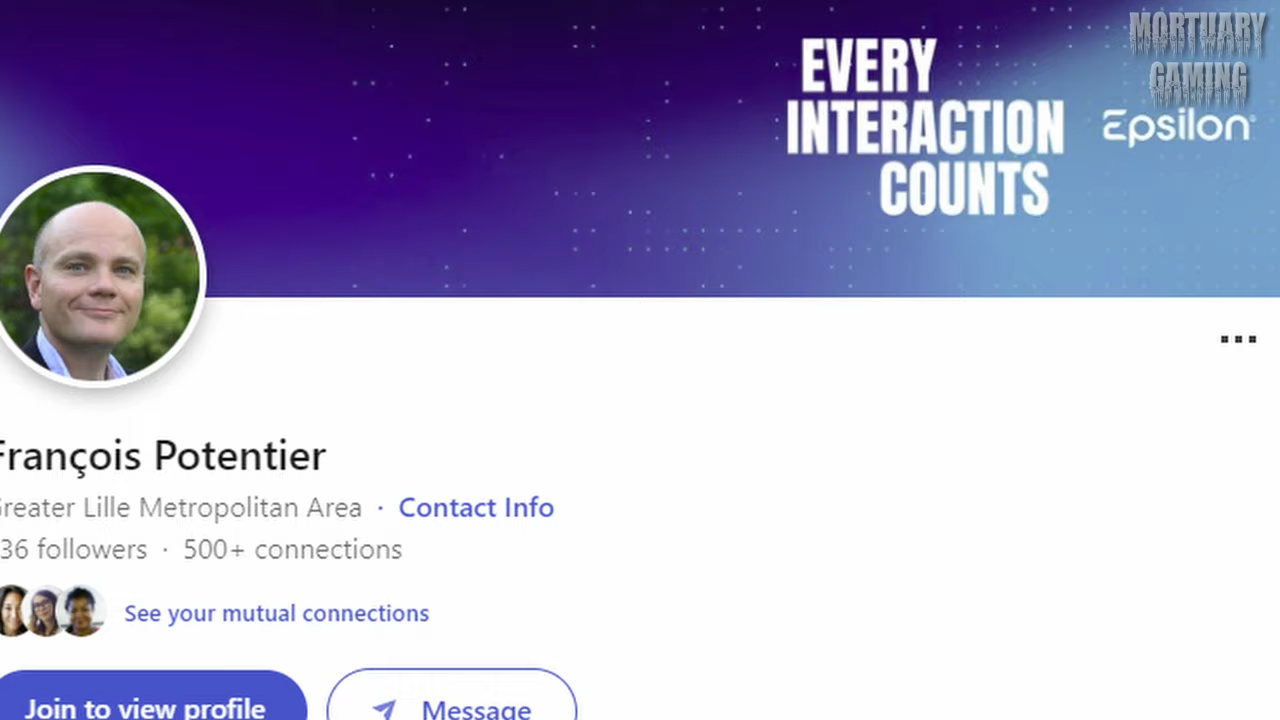 MORTUARY
GAMING
EVERY
INTERACTION
COUNTS
Epsilon
François Potentier
Greater Lille Metropolitan Area · Contact Info
36 followers · 500+ connections
See your mutual connections
Join to view profile
Message